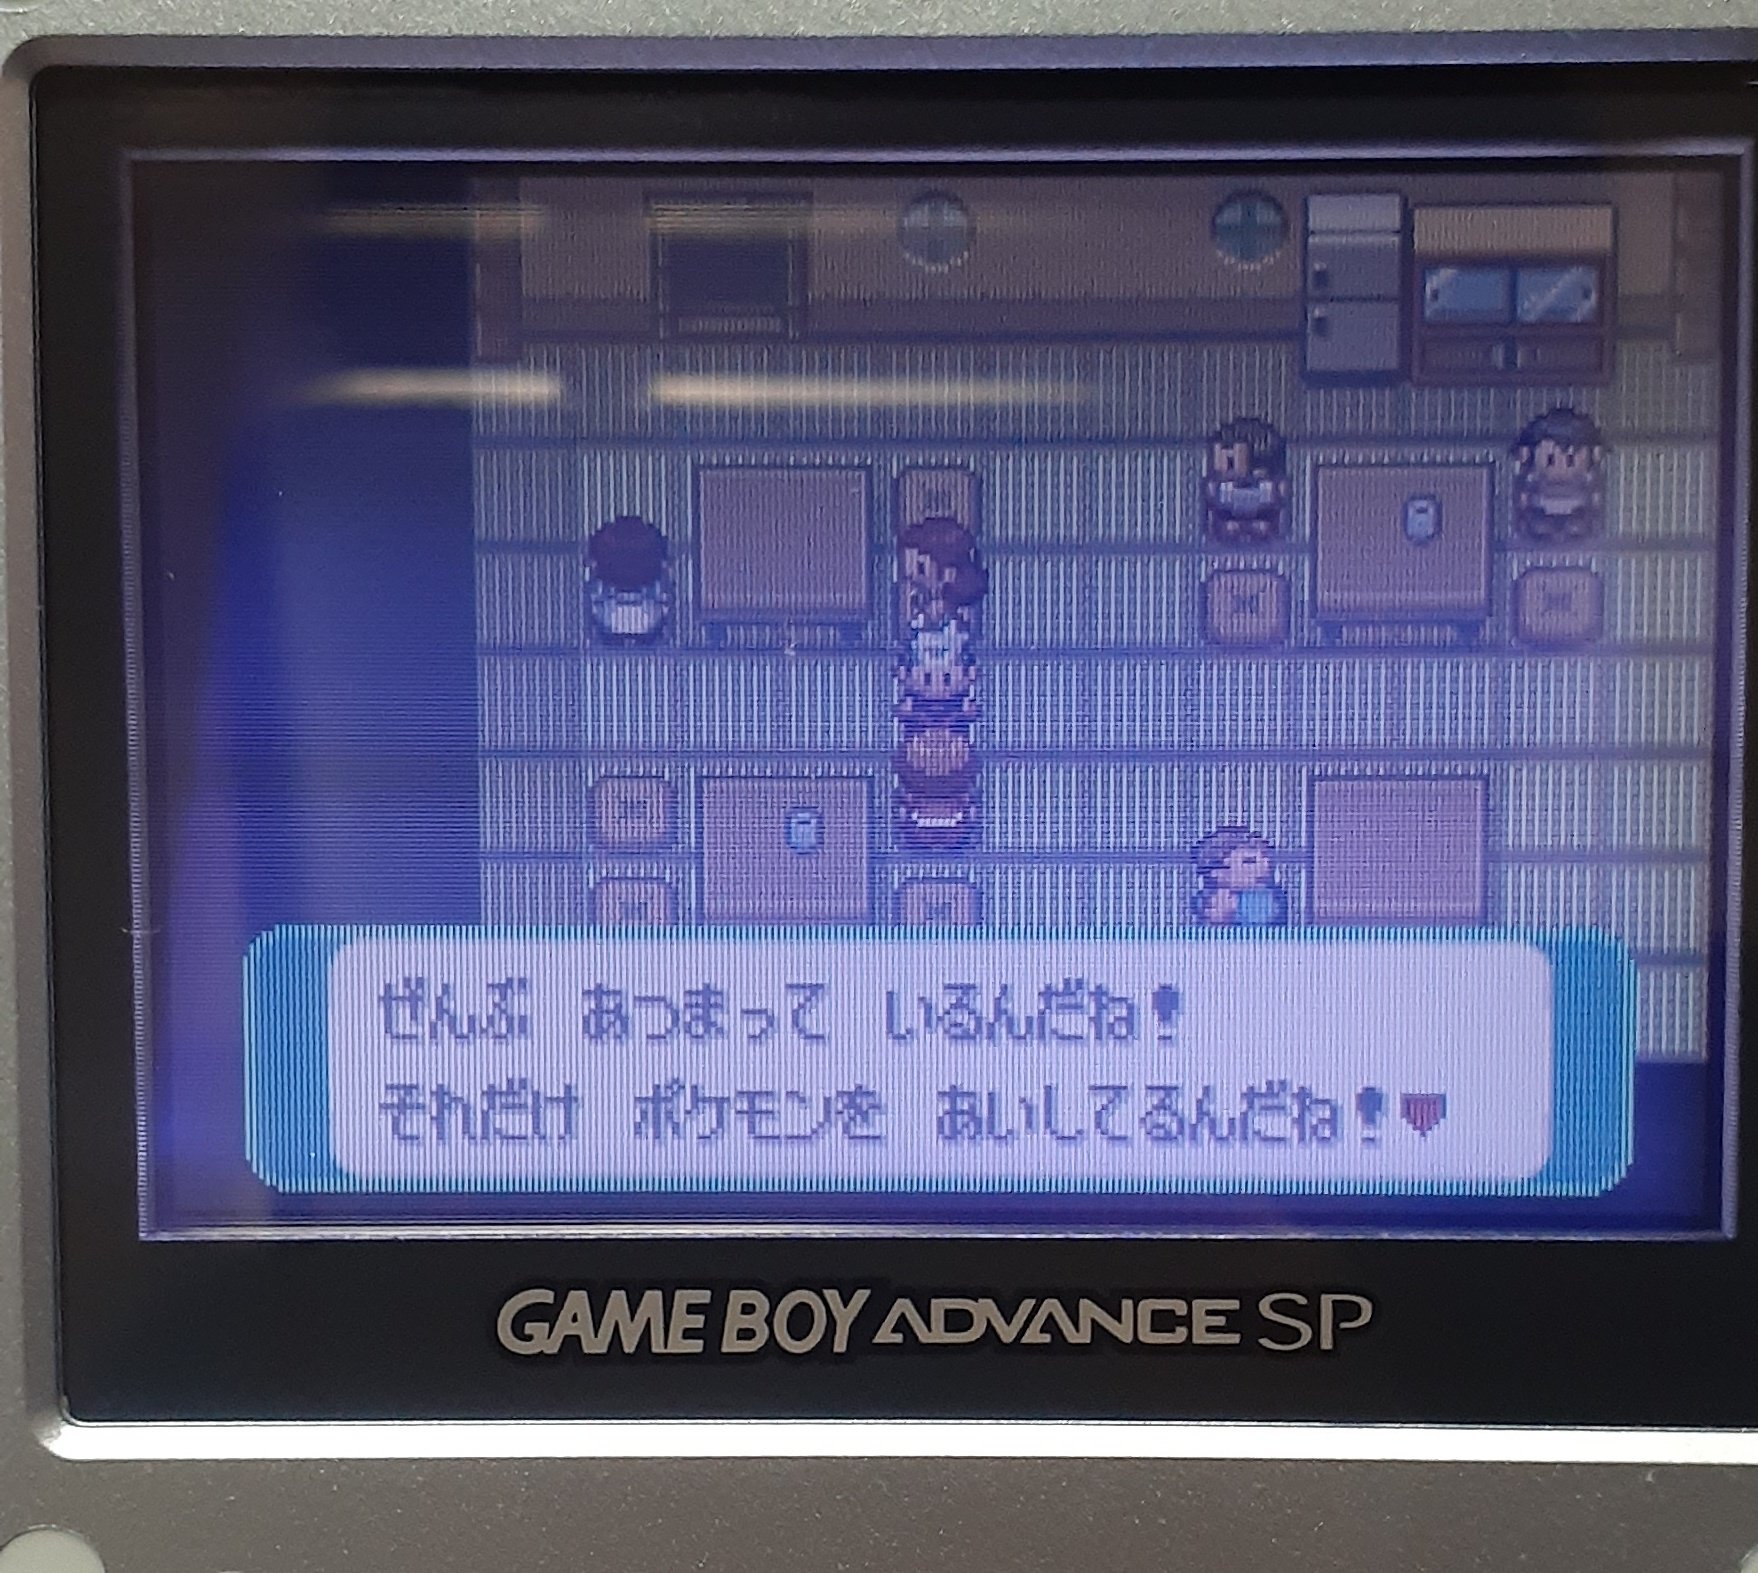 ぜんぶ あつまって いるんだね！
それだけ ポケモンを あいしてるんだね！♥
GAME BOY ADVANCE SP